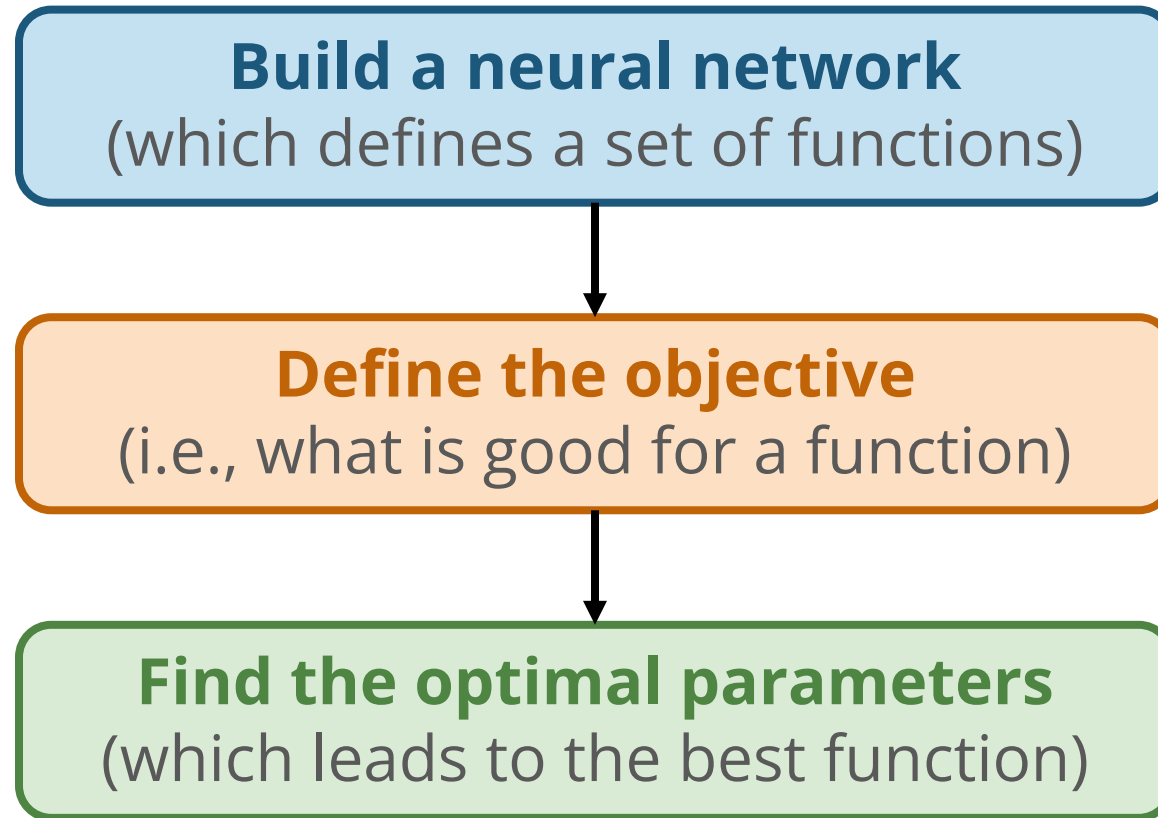 Build a neural network
(which defines a set of functions)
Define the objective
(i.e., what is good for a function)
Find the optimal parameters
(which leads to the best function)